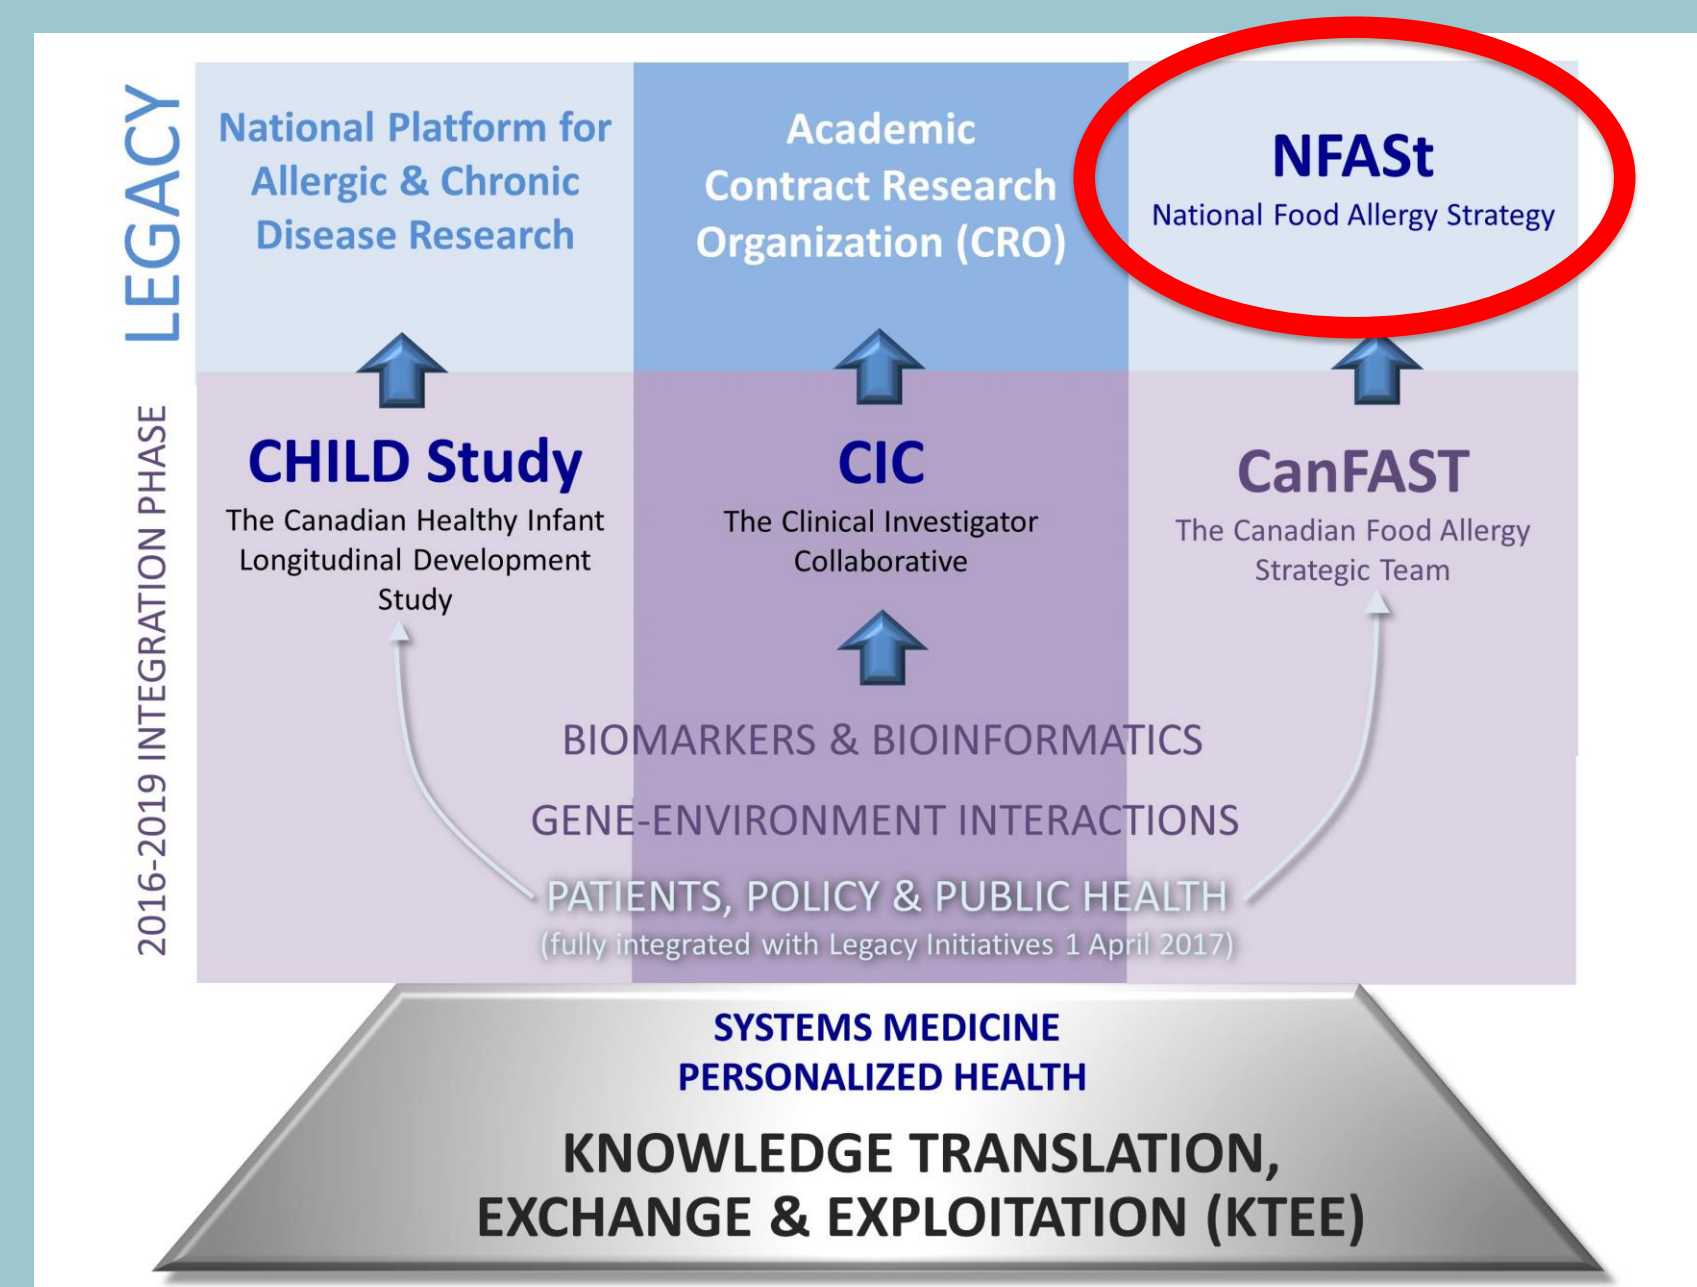 LEGACY
National Platform for
Allergic & Chronic
Disease Research
Academic
Contract Research
Organization (CRO)
NFASt
National Food Allergy Strategy
2016-2019 INTEGRATION PHASE
CHILD Study
The Canadian Healthy Infant
Longitudinal Development
Study
CIC
The Clinical Investigator
Collaborative
CanFAST
The Canadian Food Allergy
Strategic Team
BIOMARKERS & BIOINFORMATICS
GENE-ENVIRONMENT INTERACTIONS
PATIENTS, POLICY & PUBLIC HEALTH
(fully integrated with Legacy Initiatives 1 April 2017)
SYSTEMS MEDICINE
PERSONALIZED HEALTH
KNOWLEDGE TRANSLATION,
EXCHANGE & EXPLOITATION (KTEE)